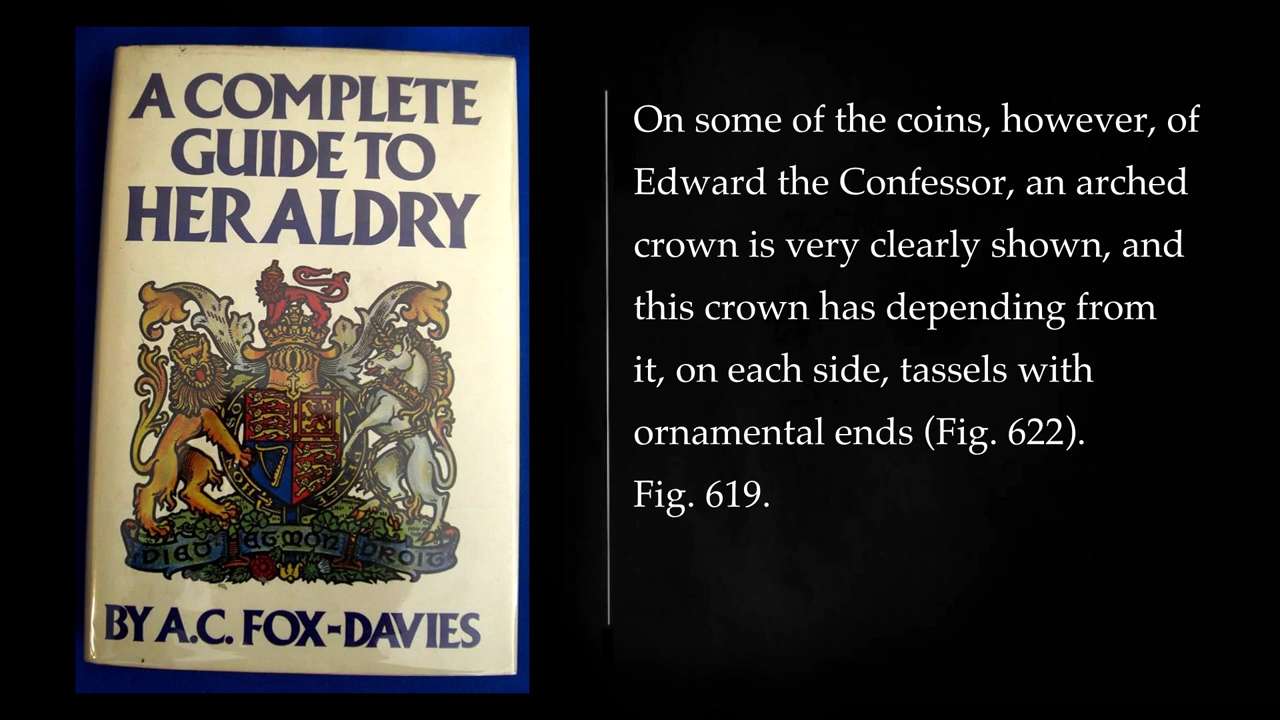 A COMPLETE
GUIDE TO
HERALDRY
DIEU ET MON DROIT
BY A.C. FOX-DAVIES
On some of the coins, however, of
Edward the Confessor, an arched
crown is very clearly shown, and
this crown has depending from
it, on each side, tassels with
ornamental ends (Fig. 622).
Fig. 619.